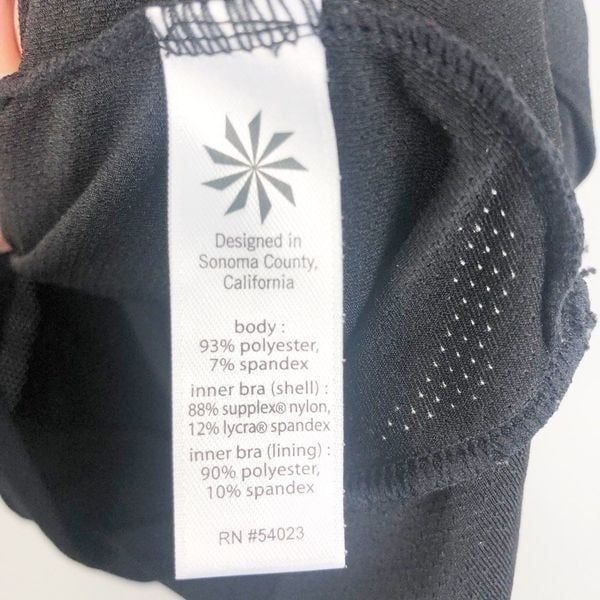 Designed in
Sonoma County,
California
body :
93% polyester,
7% spandex
inner bra (shell) :
88% supplex® nylon,
12% lycra® spandex
inner bra (lining) :
90% polyester,
10% spandex
RN #54023